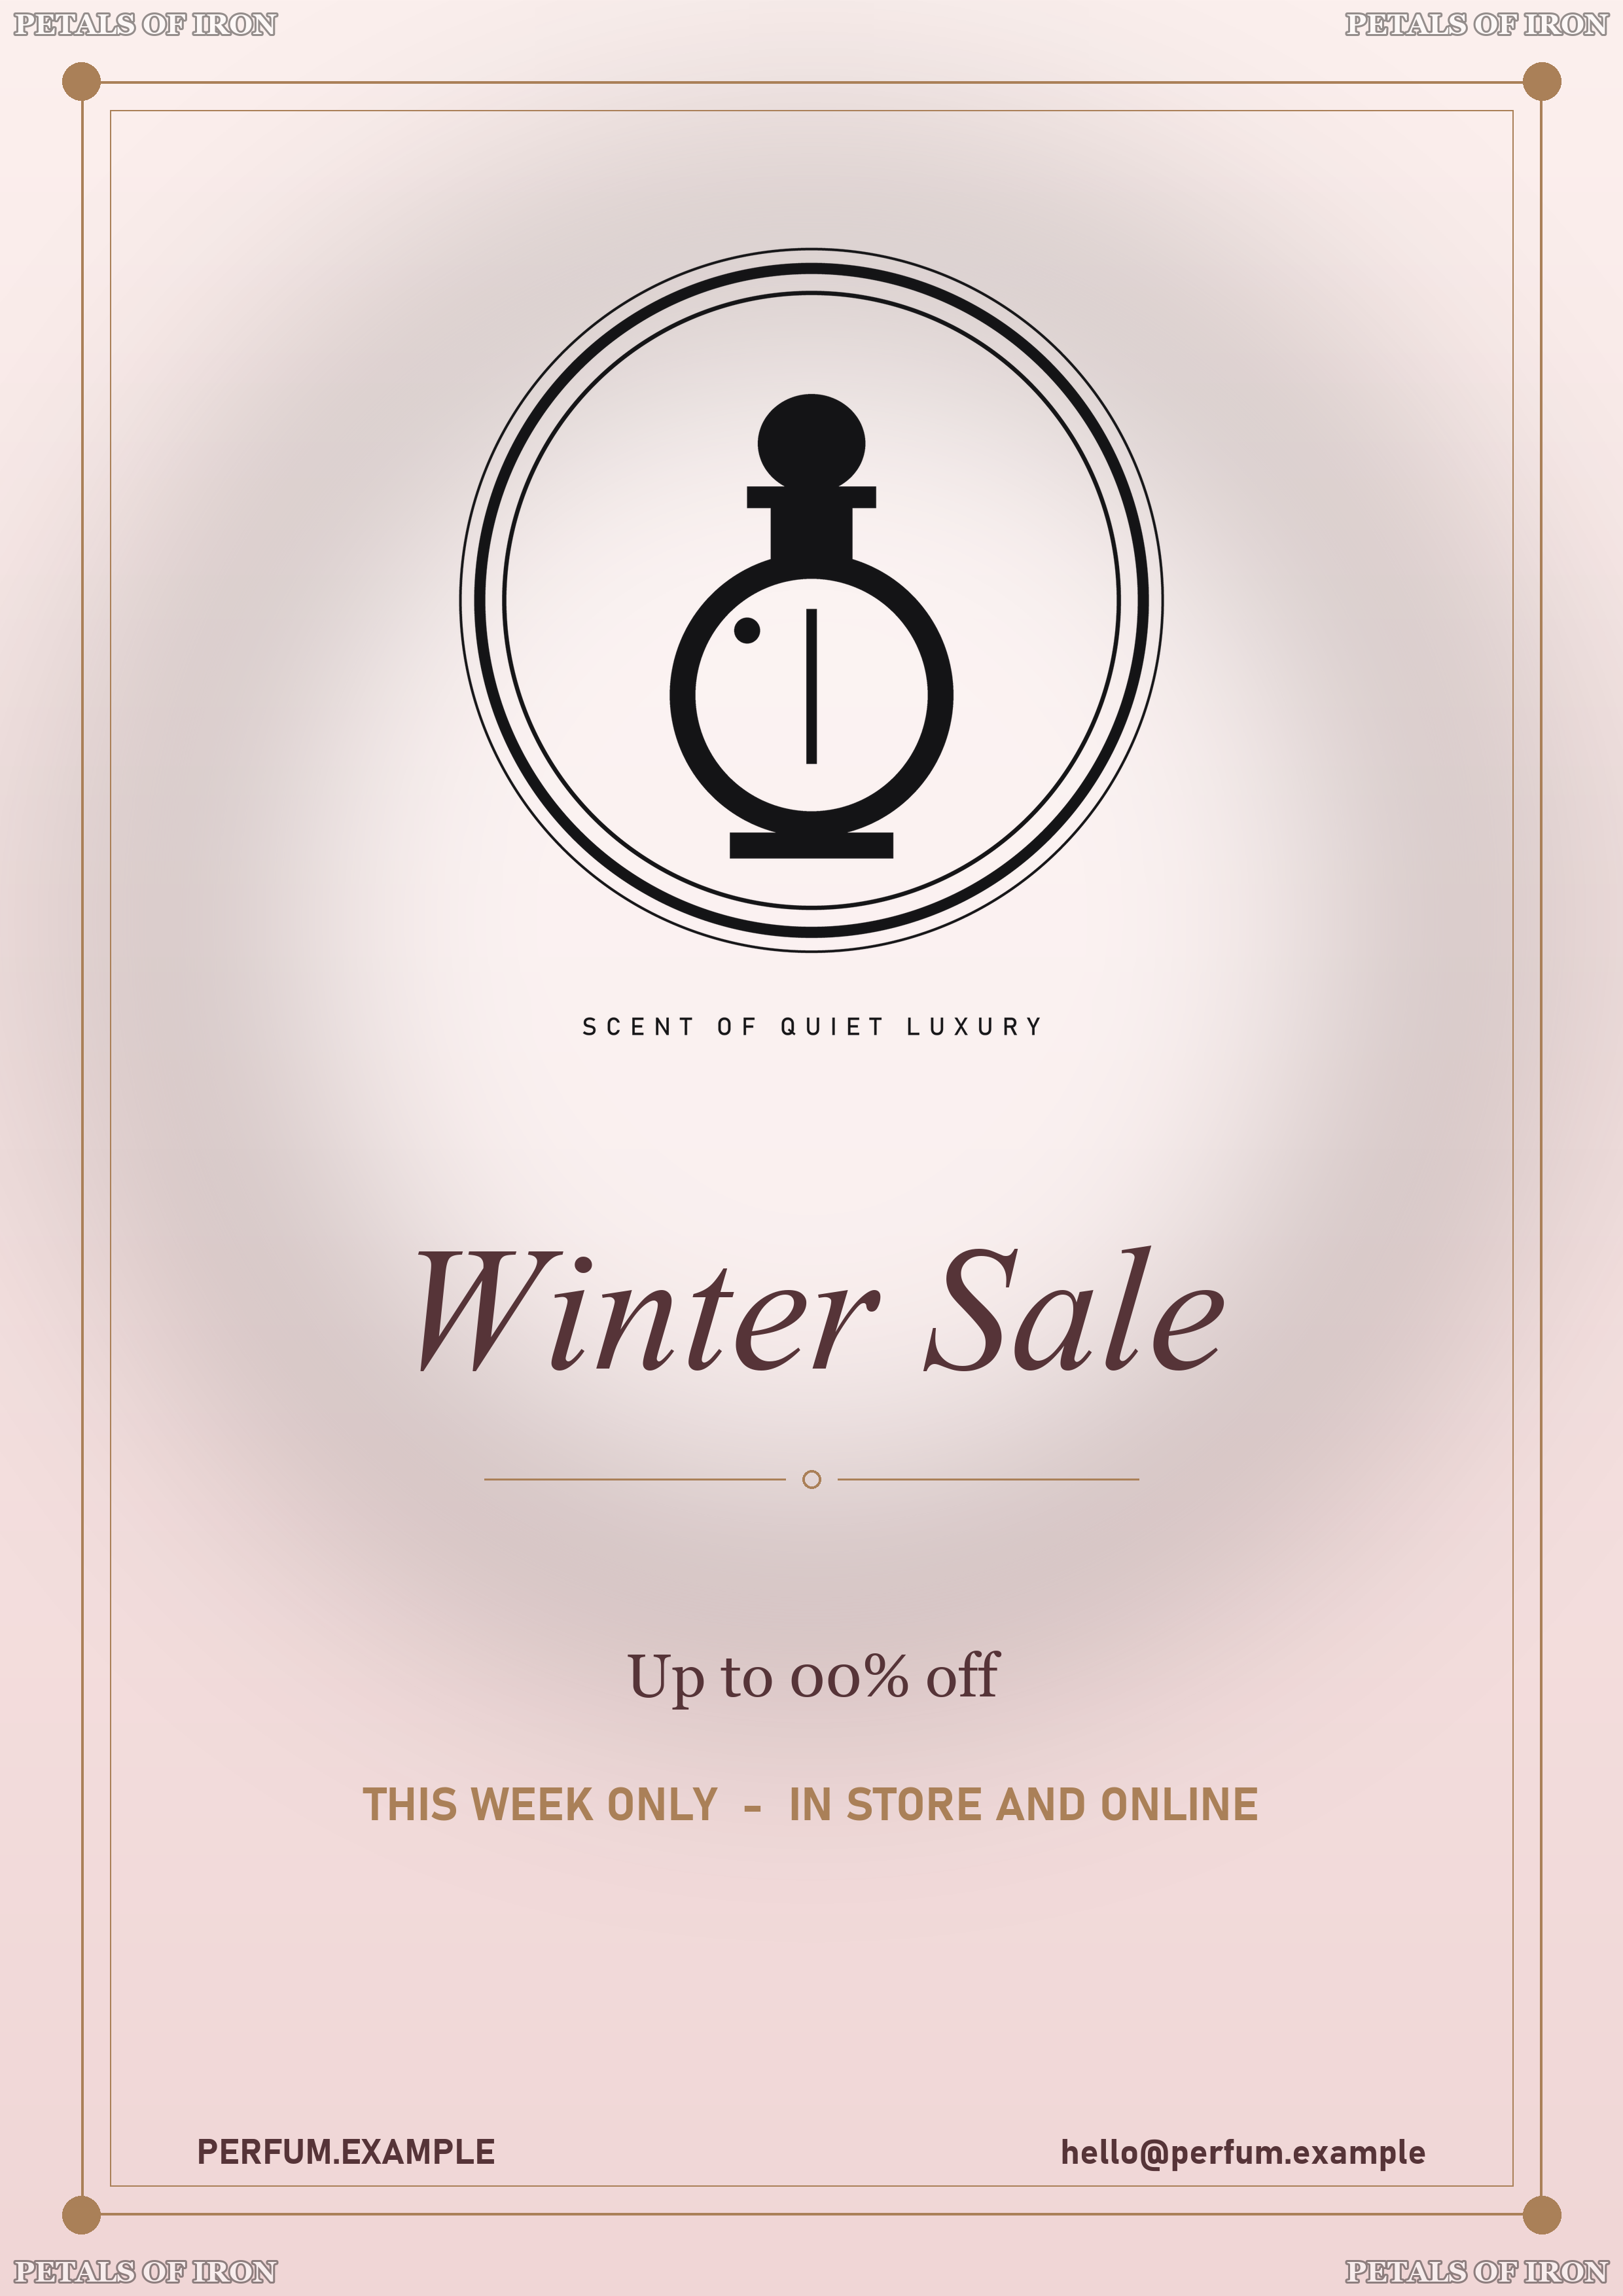 PETALS OF IRON PETALS OF IRON
SCENT OF QUIET LUXURY
Winter Sale
Up to 00% off
THIS WEEK ONLY - IN STORE AND ONLINE
PERFUM.EXAMPLE hello@perfum.example
PETALS OF IRON PETALS OF IRON